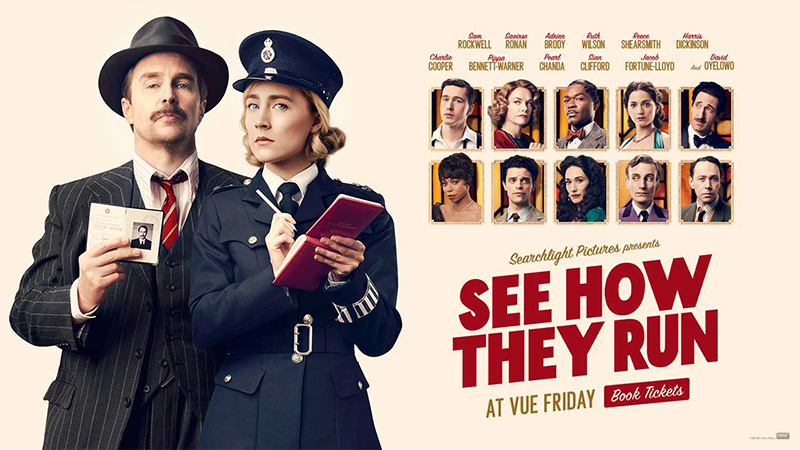 Sam Saoirse Adrien Ruth Reece Harris
ROCKWELL RONAN BRODY WILSON SHEARSMITH DICKINSON
Charlie Pippa Pearl Sian Jacob David
COOPER BENNETT-WARNER CHANDA CLIFFORD FORTUNE-LLOYD And OYELOWO
Searchlight Pictures presents
SEE HOW
THEY RUN
AT VUE FRIDAY Book Tickets